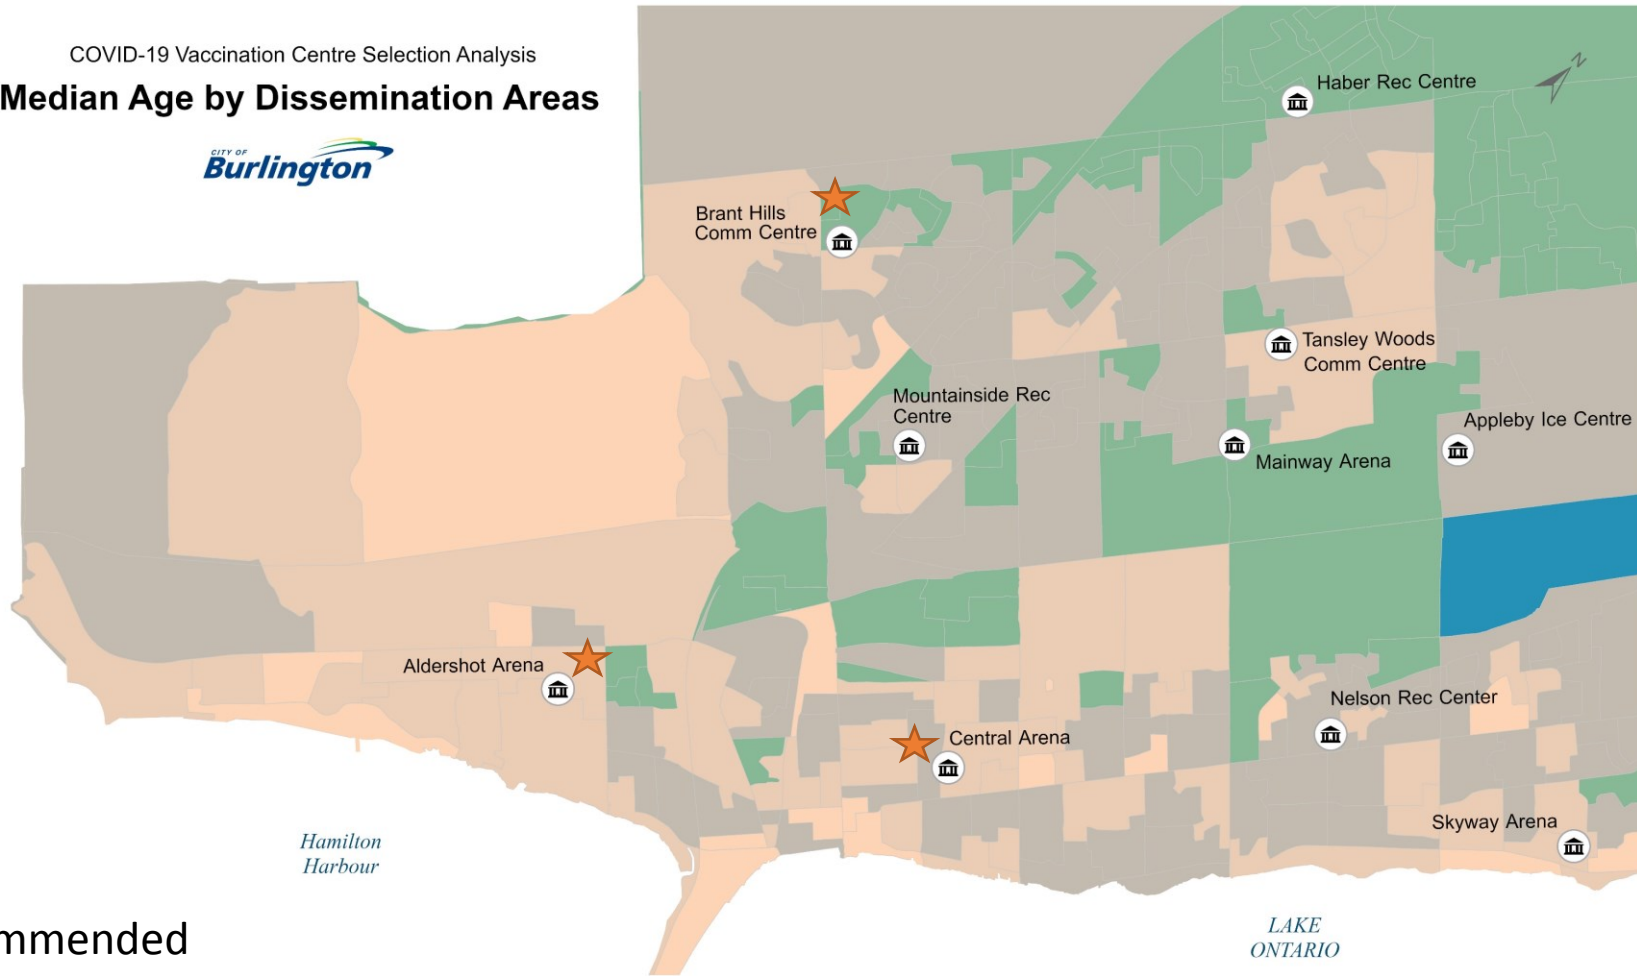 COVID-19 Vaccination Centre Selection Analysis
Median Age by Dissemination Areas
CITY OF
Burlington
N
Haber Rec Centre
Brant Hills
Comm Centre
Tansley Woods
Comm Centre
Mountainside Rec
Centre
Appleby Ice Centre
Mainway Arena
Aldershot Arena
Nelson Rec Center
Central Arena
Skyway Arena
Hamilton
Harbour
LAKE
ONTARIO
mmended